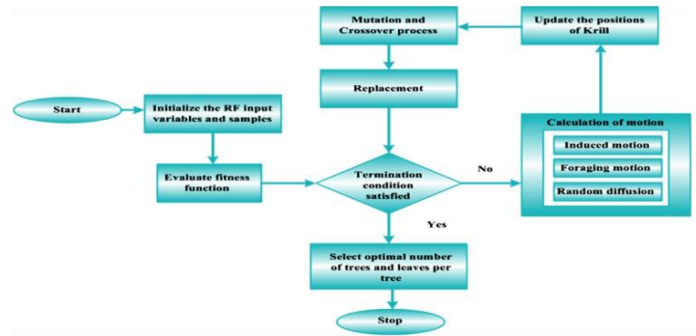 Start
Initialize the RF input
variables and samples
Evaluate fitness
function
Termination
condition
satisfied
No
Calculation of motion
Induced motion
Foraging motion
Random diffusion
Update the positions
of Krill
Mutation and
Crossover process
Replacement
Yes
Select optimal number
of trees and leaves per
tree
Stop